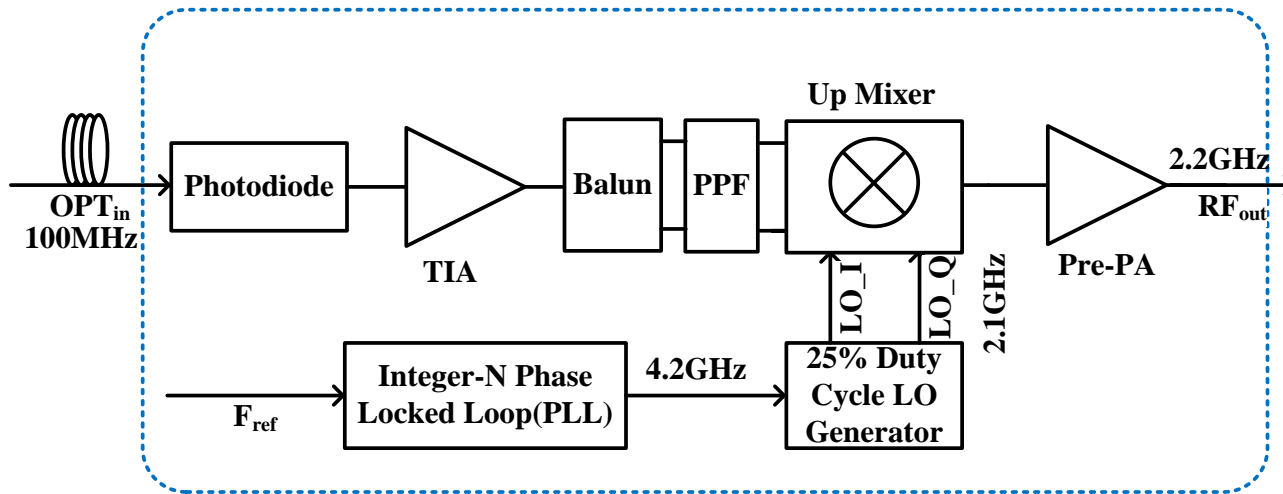 Up Mixer
OPTin
100MHz
Photodiode
TIA
Balun
PPF
Pre-PA
2.2GHz
RFout
LO_I
LO_Q
2.1GHz
Fref
Integer-N Phase
Locked Loop(PLL)
4.2GHz
25% Duty
Cycle LO
Generator